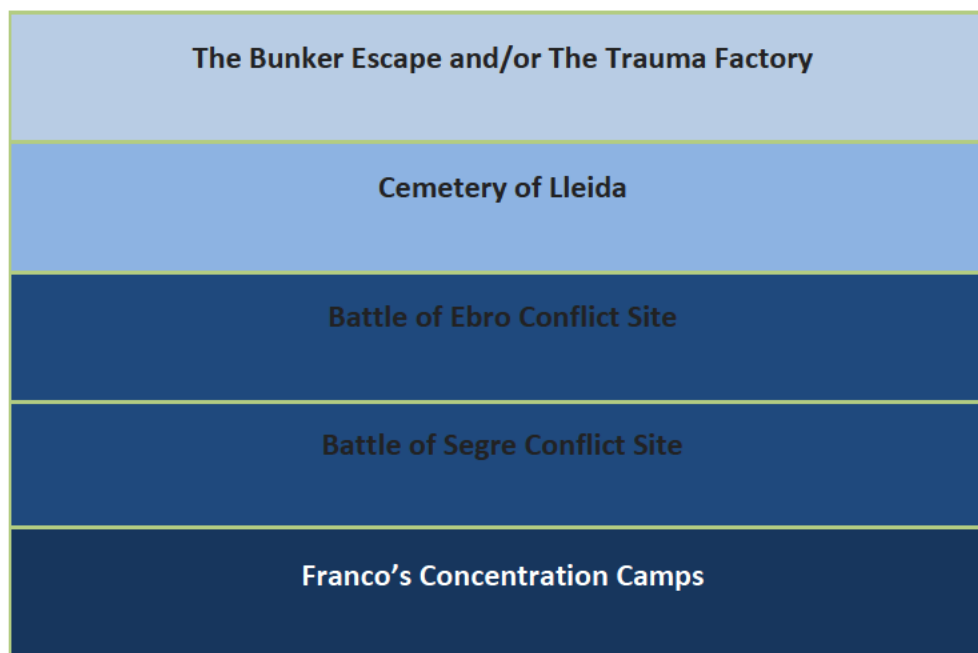 The Bunker Escape and/or The Trauma Factory
Cemetery of Lleida
Battle of Ebro Conflict Site
Battle of Segre Conflict Site
Franco’s Concentration Camps